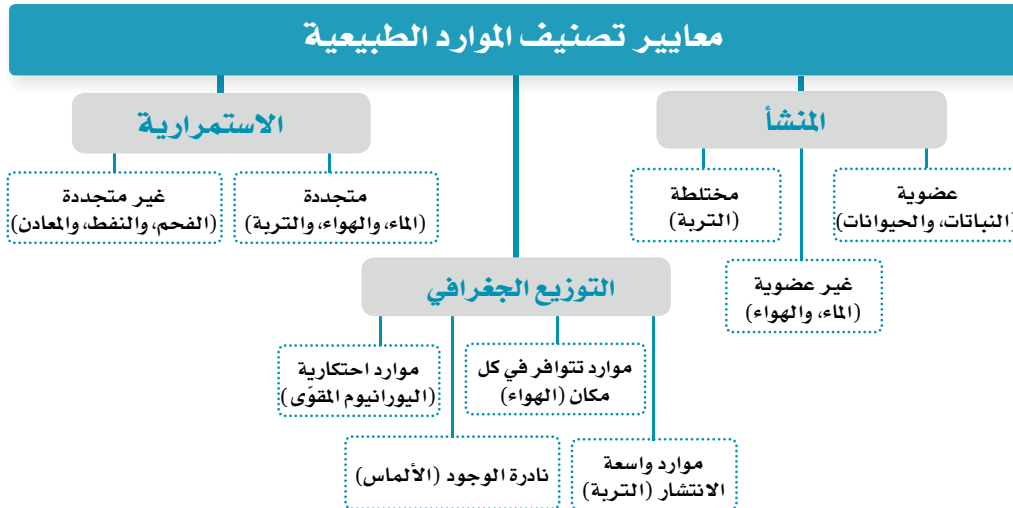 معايير تصنيف الموارد الطبيعية
المنشأ
عضوية
(النباتات، والحيوانات)
مختلطة
(التربة)
غير عضوية
(الماء، والهواء)
الاستمرارية
متجددة
(الماء، والهواء، والتربة)
غير متجددة
(الفحم، والنفط، والمعادن)
التوزيع الجغرافي
موارد تتوافر في كل
مكان (الهواء)
موارد احتكارية
(اليورانيوم المقوّى)
موارد واسعة
الانتشار (التربة)
نادرة الوجود (الألماس)